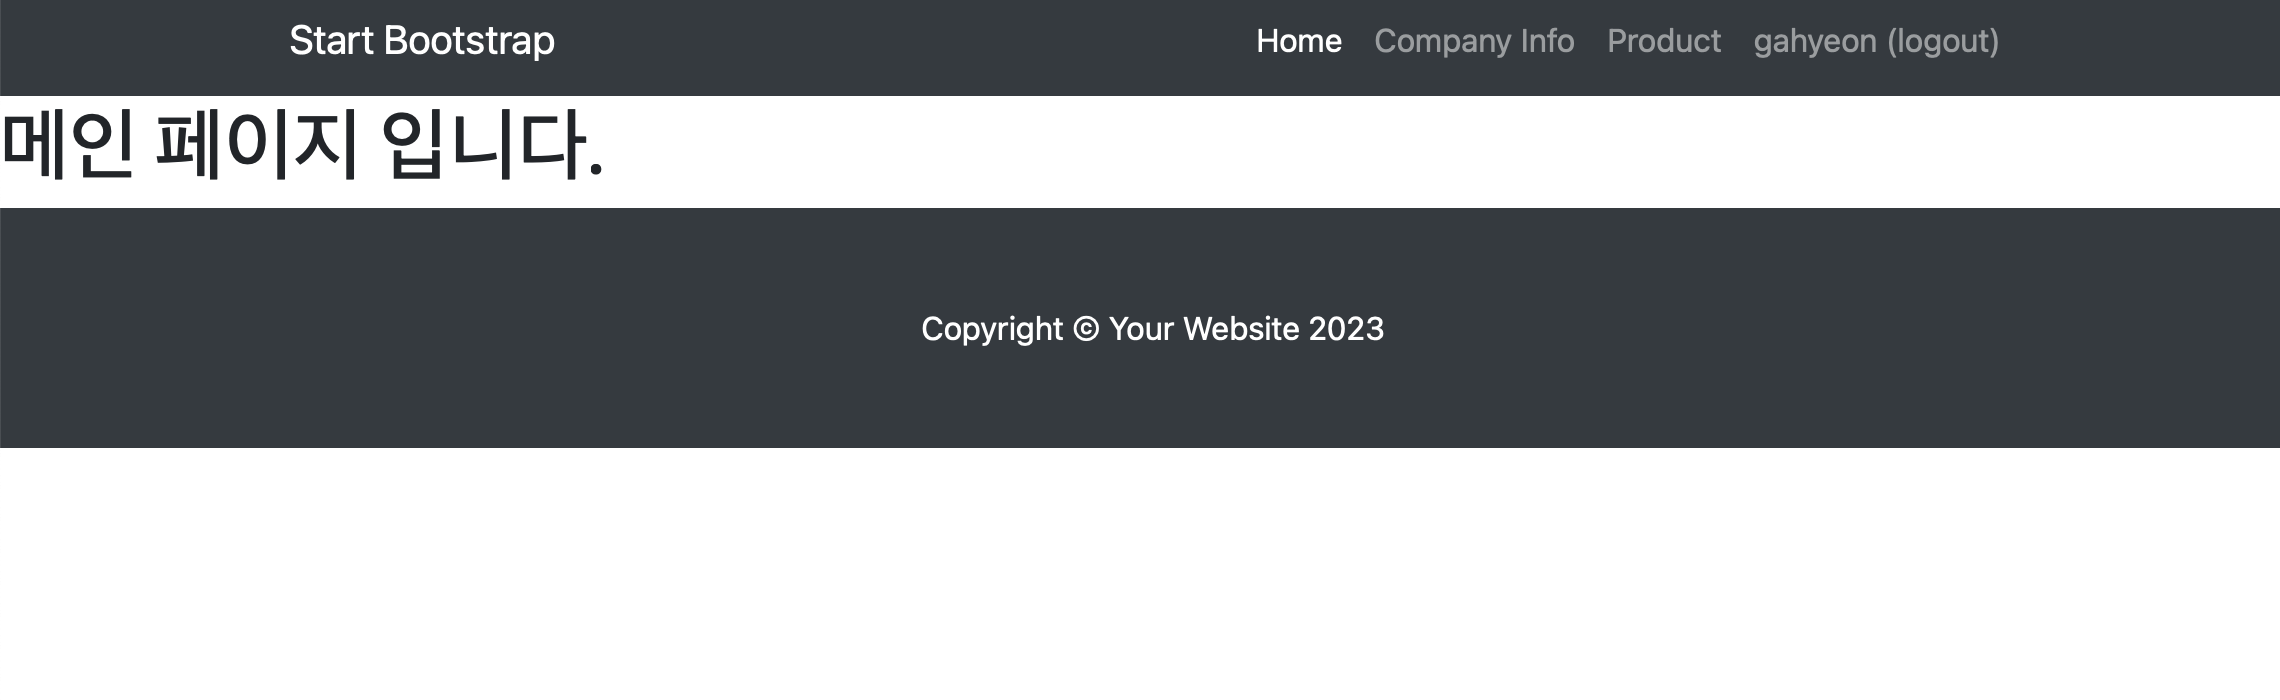 Start Bootstrap Home Company Info Product gahyeon (logout)
메인 페이지 입니다.
Copyright © Your Website 2023